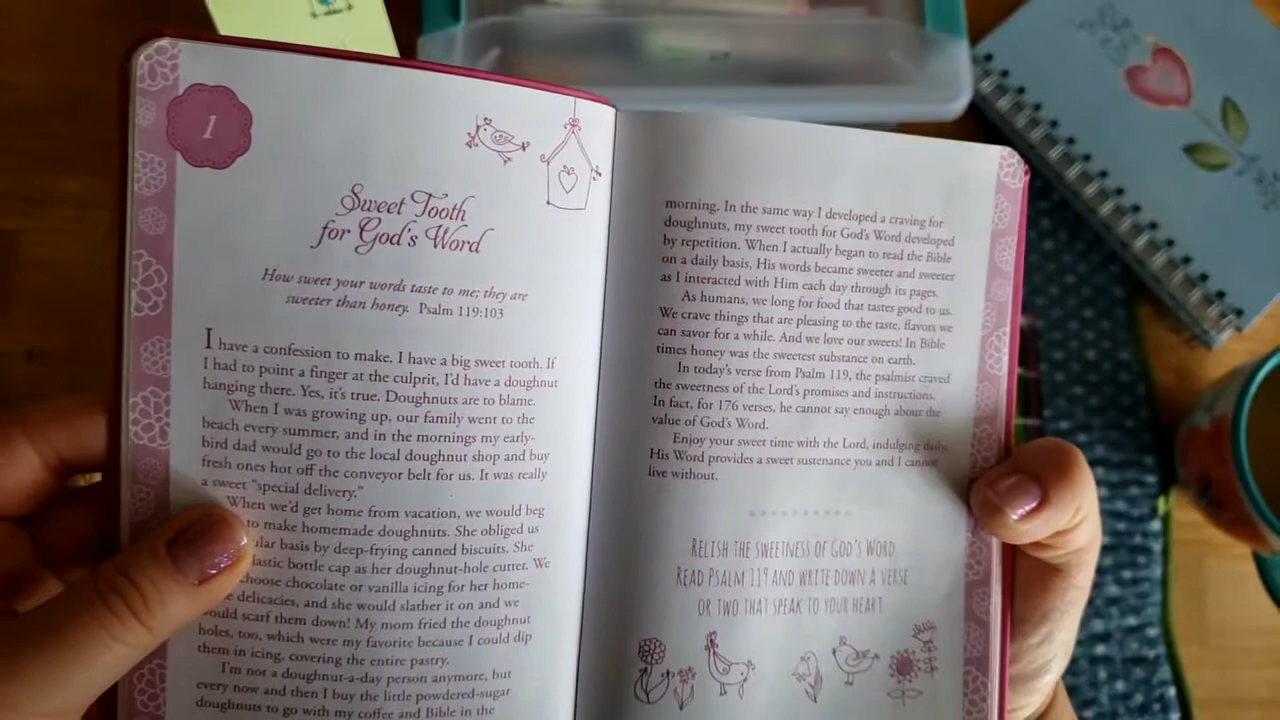 1
Sweet Tooth
for God's Word
How sweet your words taste to me; they are
sweeter than honey. Psalm 119:103
I have a confession to make. I have a big sweet tooth. If
I had to point a finger at the culprit, I'd have a doughnut
hanging there. Yes, it's true. Doughnuts are to blame.
When I was growing up, our family went to the
beach every summer, and in the mornings my early-
bird dad would go to the local doughnut shop and buy
fresh ones hot off the conveyor belt for us. It was really
a sweet "special delivery."
When we'd get home from vacation, we would beg
to make homemade doughnuts. She obliged us
basis by deep-frying canned biscuits. She
bottle cap as her doughnut-hole cutter. We
chocolate or vanilla icing for her home-
delicacies, and she would slather it on and we
scarf them down! My mom fried the doughnut
holes, too, which were my favorite because I could dip
them in icing, covering the entire pastry.
I'm not a doughnut-a-day person anymore, but
every now and then I buy the little powdered-sugar
doughnuts to go with my coffee and Bible in the
morning. In the same way I developed a craving for
doughnuts, my sweet tooth for God's Word developed
by repetition. When I actually began to read the Bible
on a daily basis, His words became sweeter and sweeter
as I interacted with Him each day through its pages.
As humans, we long for food that tastes good to us.
We crave things that are pleasing to the taste, flavors we
can savor for a while. And we love our sweets! In Bible
times honey was the sweetest substance on earth.
In today's verse from Psalm 119, the psalmist craved
the sweetness of the Lord's promises and instructions.
In fact, for 176 verses, he cannot say enough about the
value of God's Word.
Enjoy your sweet time with the Lord, indulging daily.
His Word provides a sweet sustenance you and I cannot
live without.
RELISH THE SWEETNESS OF GOD'S WORD.
READ PSALM 119 AND WRITE DOWN A VERSE
OR TWO THAT SPEAK TO YOUR HEART